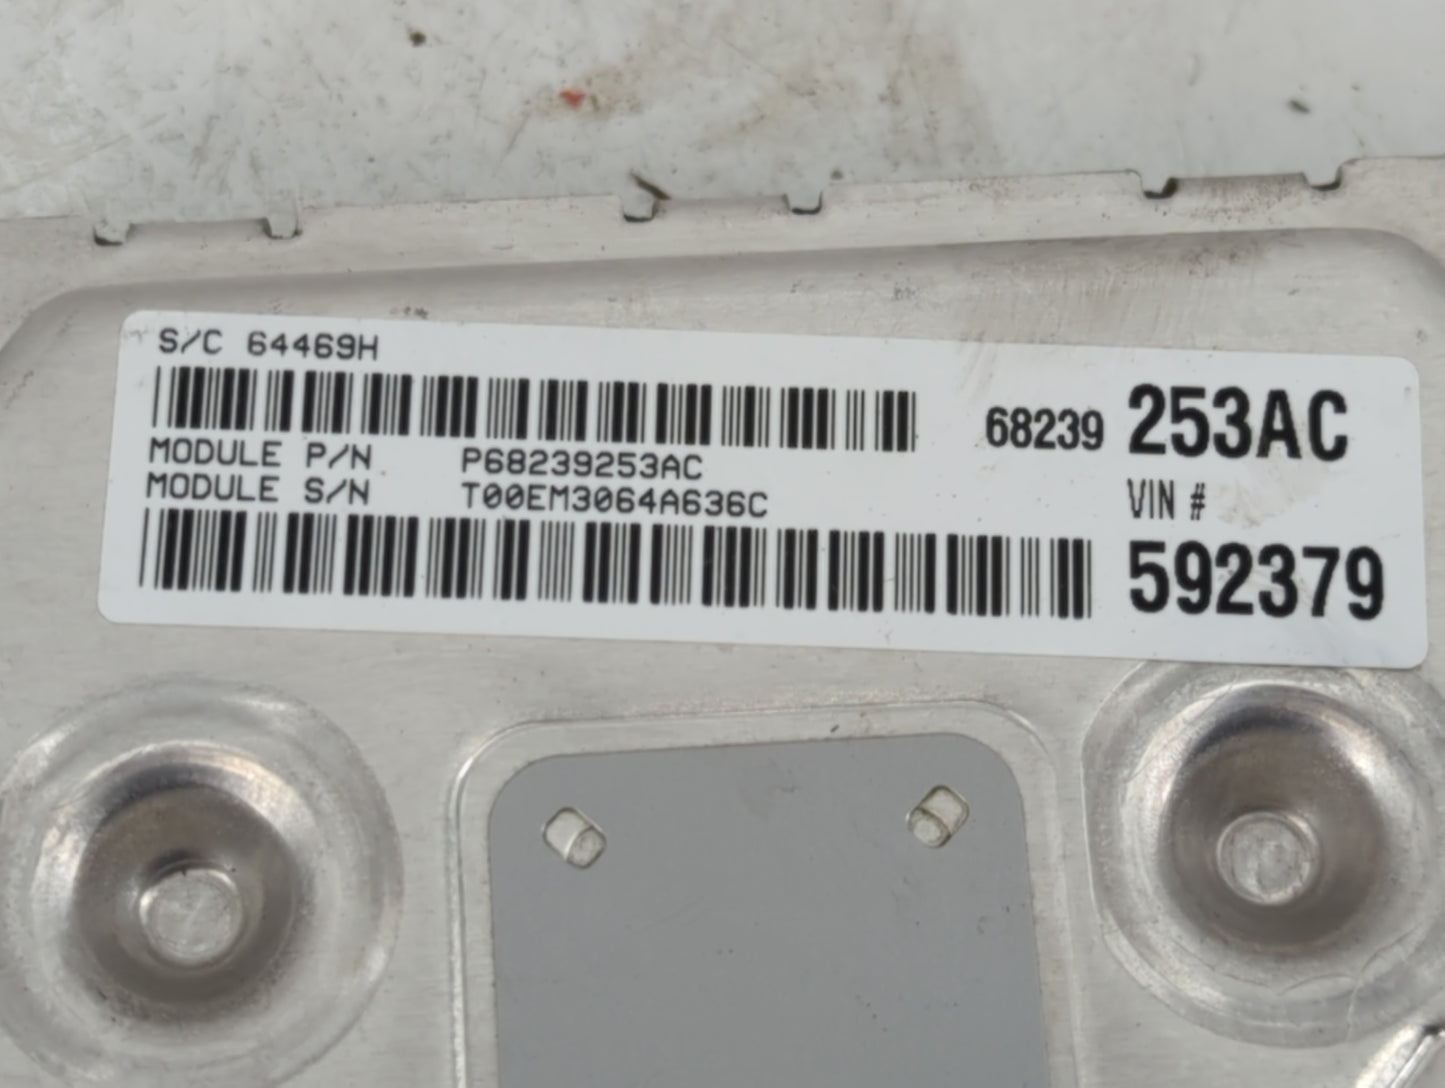 S/C 64469H
MODULE P/N P68239253AC
MODULE S/N T00EM3064A636C
68239 253AC
VIN #
592379